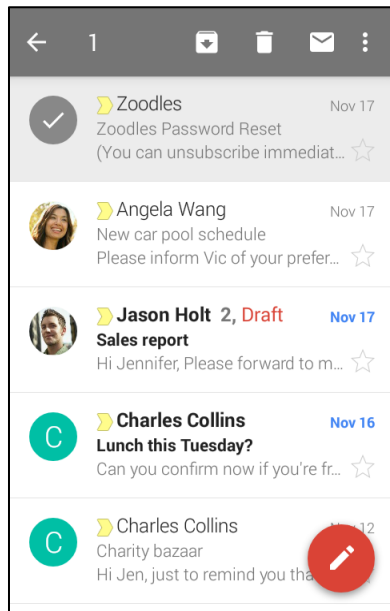 1
Zoodles Nov 17
Zoodles Password Reset
(You can unsubscribe immediat...
Angela Wang Nov 17
New car pool schedule
Please inform Vic of your prefer...
Jason Holt 2, Draft Nov 17
Sales report
Hi Jennifer, Please forward to m...
C
Charles Collins Nov 16
Lunch this Tuesday?
Can you confirm now if you're fr...
C
Charles Collins 12
Charity bazaar
Hi Jen, just to remind you